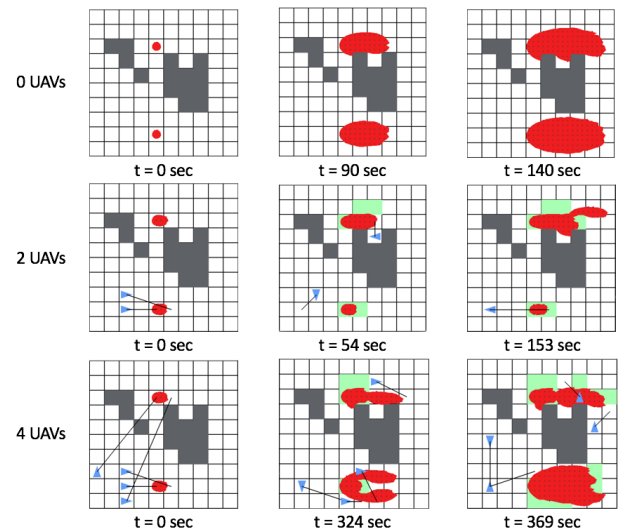 0 UAVs
t = 0 sec
t = 90 sec
t = 140 sec
2 UAVs
t = 0 sec
t = 54 sec
t = 153 sec
4 UAVs
t = 0 sec
t = 324 sec
t = 369 sec